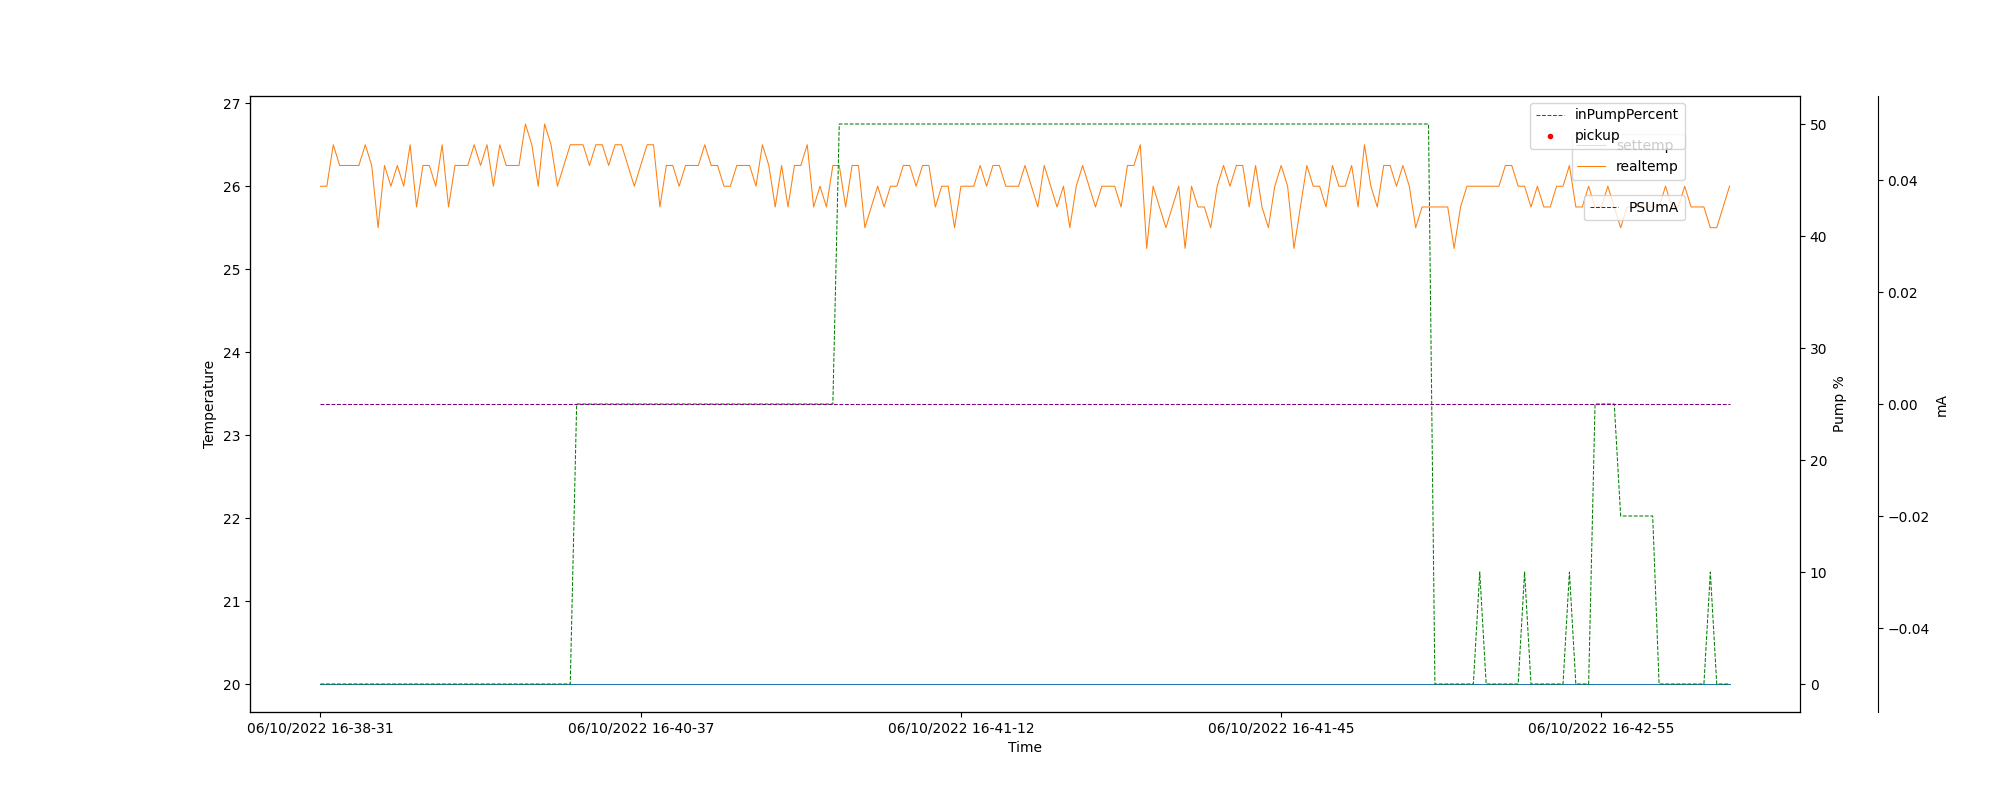 27
26
25
24
23
22
21
20
Temperature
06/10/2022 16-38-31
06/10/2022 16-40-37
06/10/2022 16-41-12
06/10/2022 16-41-45
06/10/2022 16-42-55
Time
inPumpPercent
pickup
settemp
realtemp
PSUmA
50
40
30
20
10
0
Pump %
0.04
0.02
0.00
−0.02
−0.04
mA